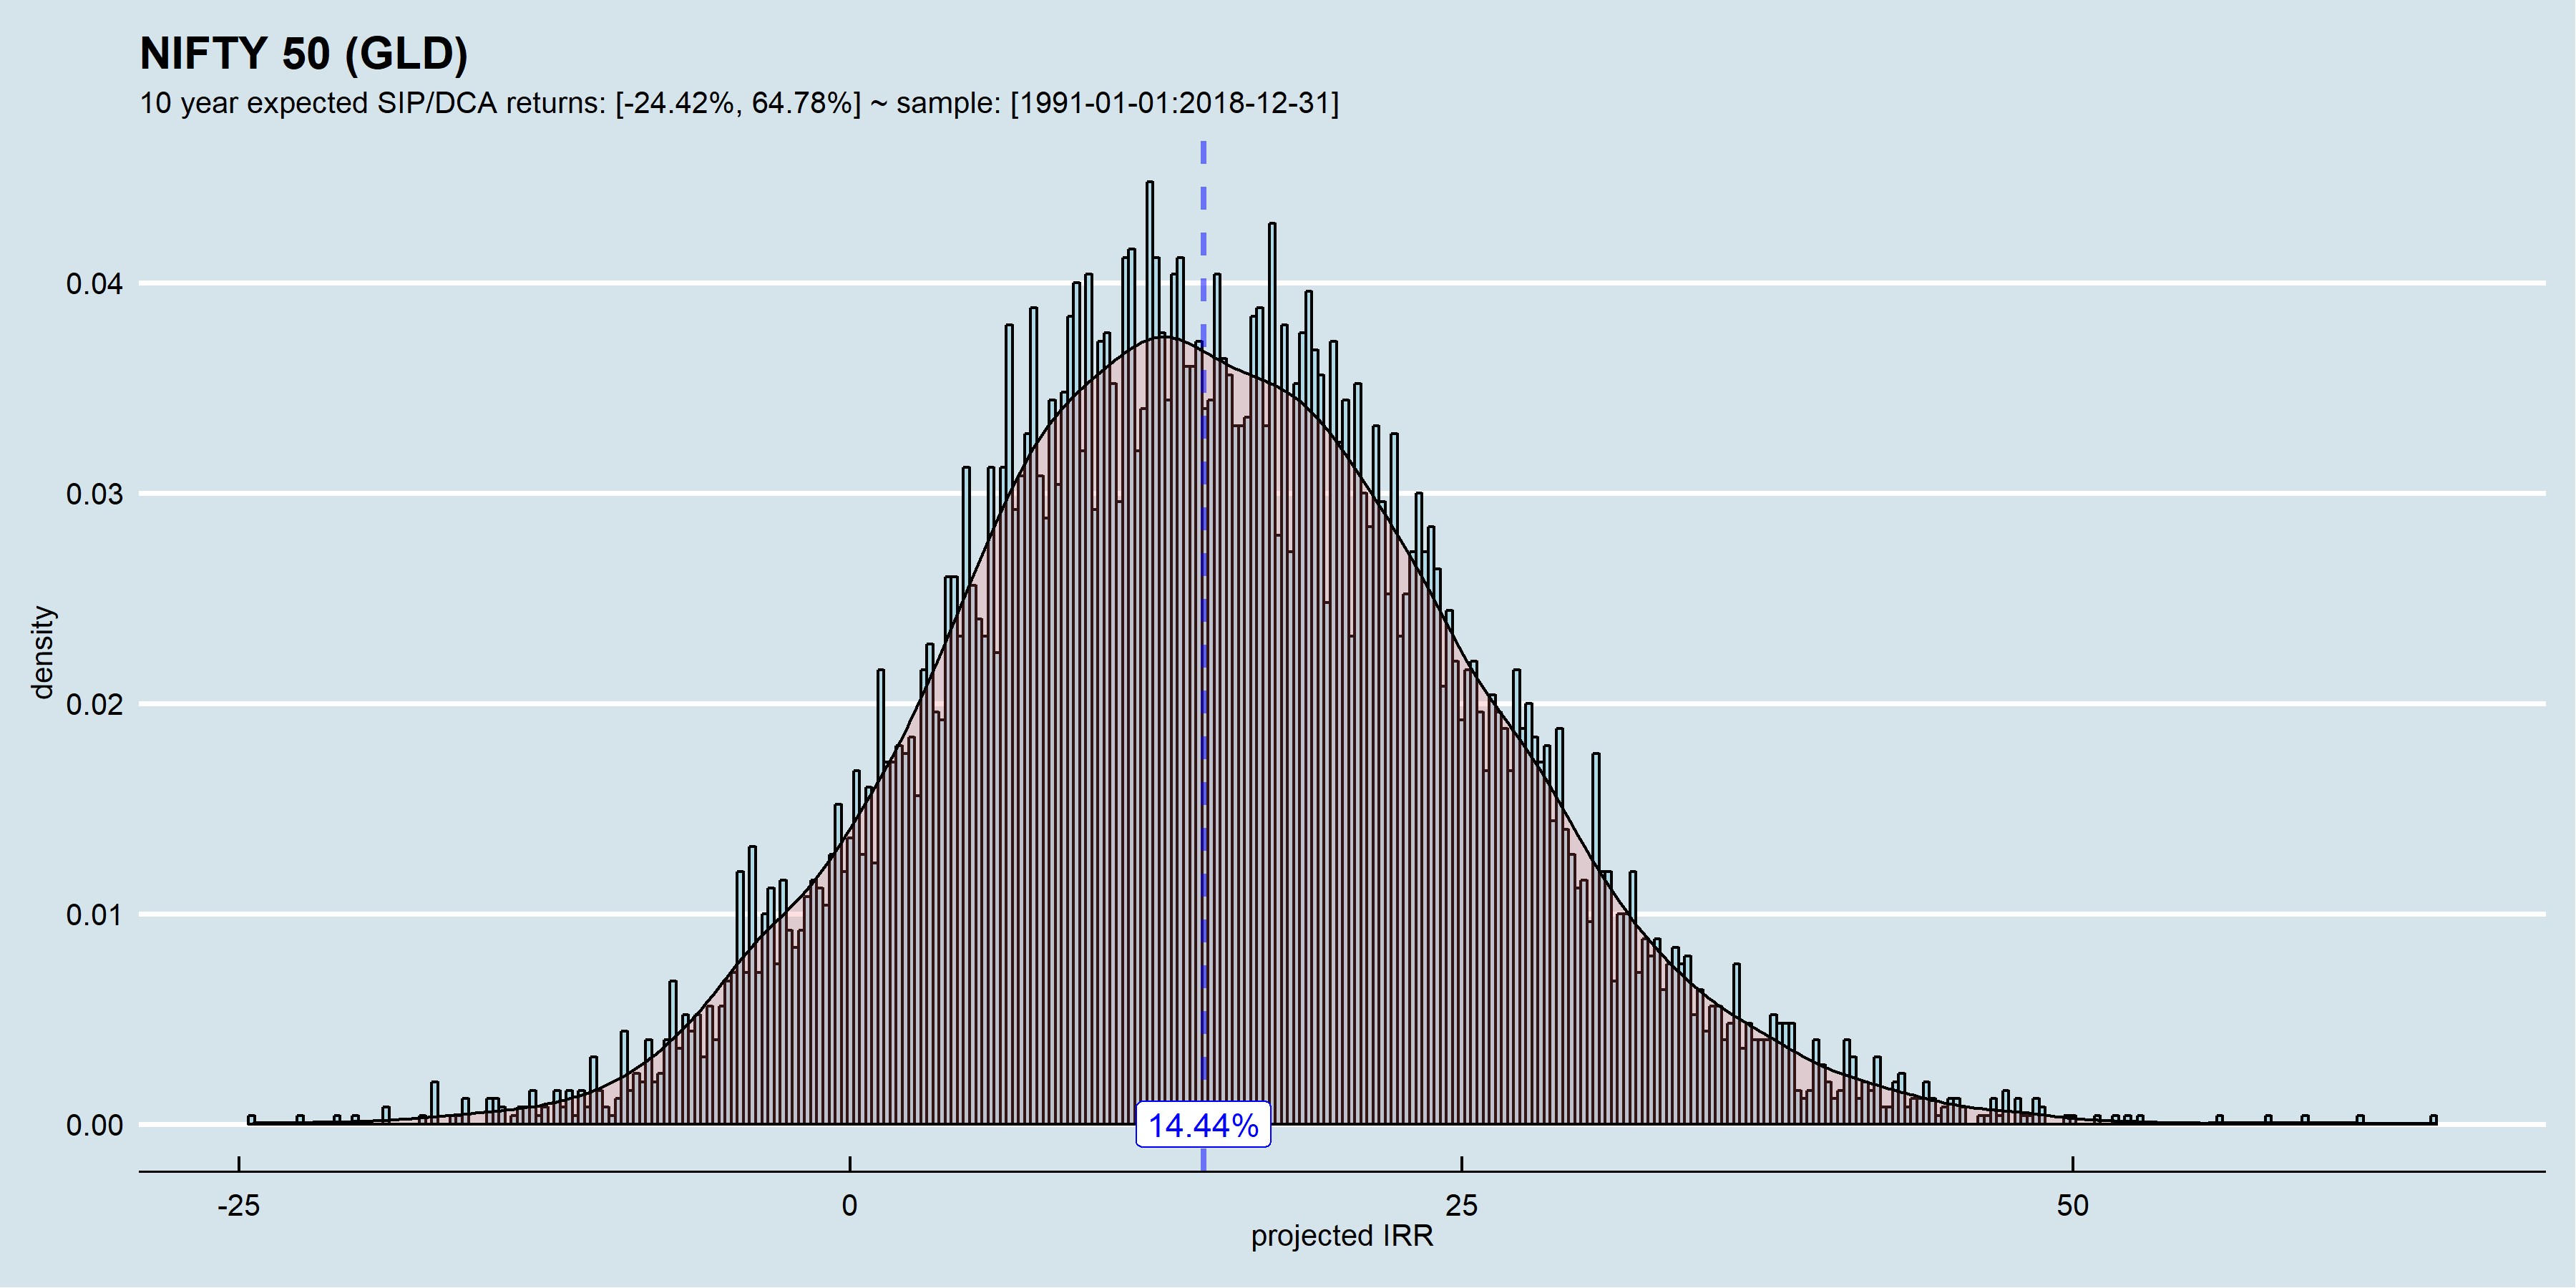 NIFTY 50 (GLD)
10 year expected SIP/DCA returns: [-24.42%, 64.78%] ~ sample: [1991-01-01:2018-12-31]
0.04
0.03
0.02
0.01
0.00
density
14.44%
-25
0
25
50
projected IRR